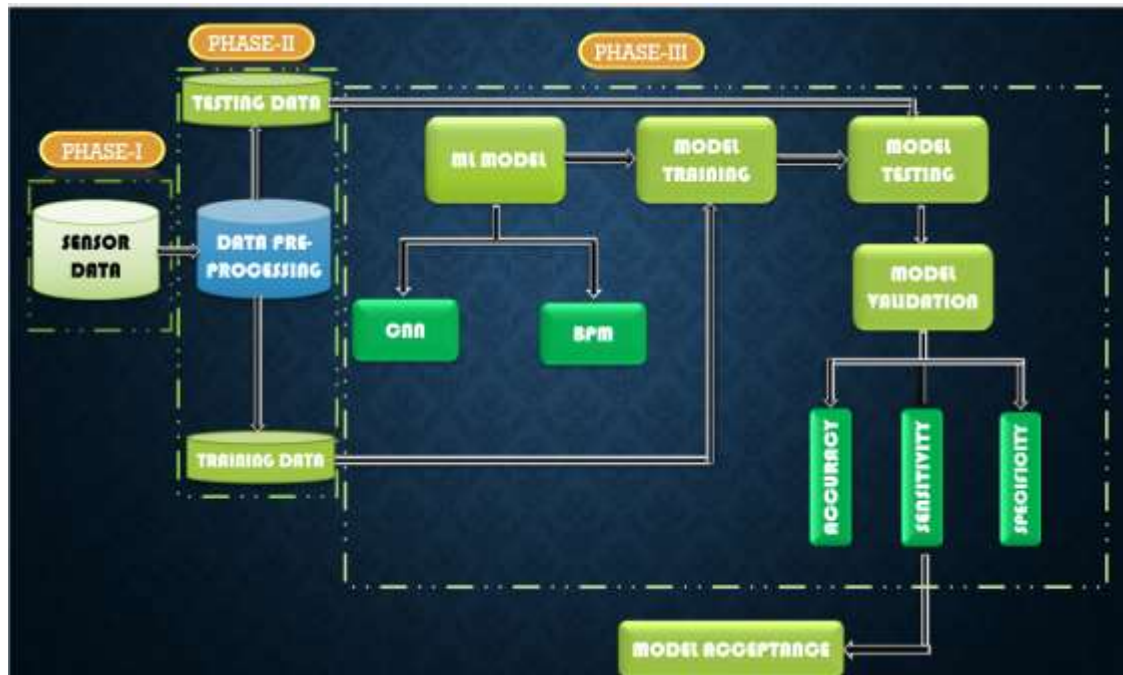 PHASE-II
PHASE-III
TESTING DATA
PHASE-I
ML MODEL
MODEL
TRAINING
MODEL
TESTING
SENSOR
DATA
DATA PRE-
PROCESSING
MODEL
VALIDATION
CNN
BPM
ACCURACY
SENSITIVITY
SPECIFICITY
TRAINING DATA
MODEL ACCEPTANCE